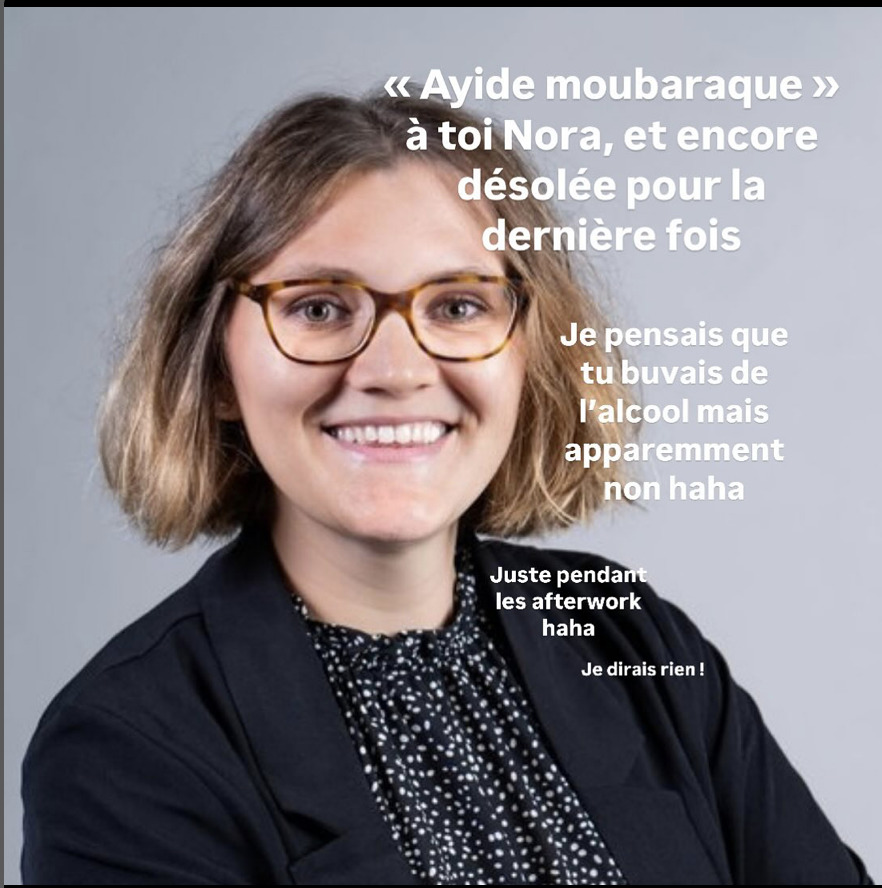 « Ayide moubaraque »
à toi Nora, et encore
désolée pour la
dernière fois
Je pensais que
tu buvais de
l'alcool mais
apparemment
non haha
Juste pendant
les afterwork
haha
Je dirais rien !